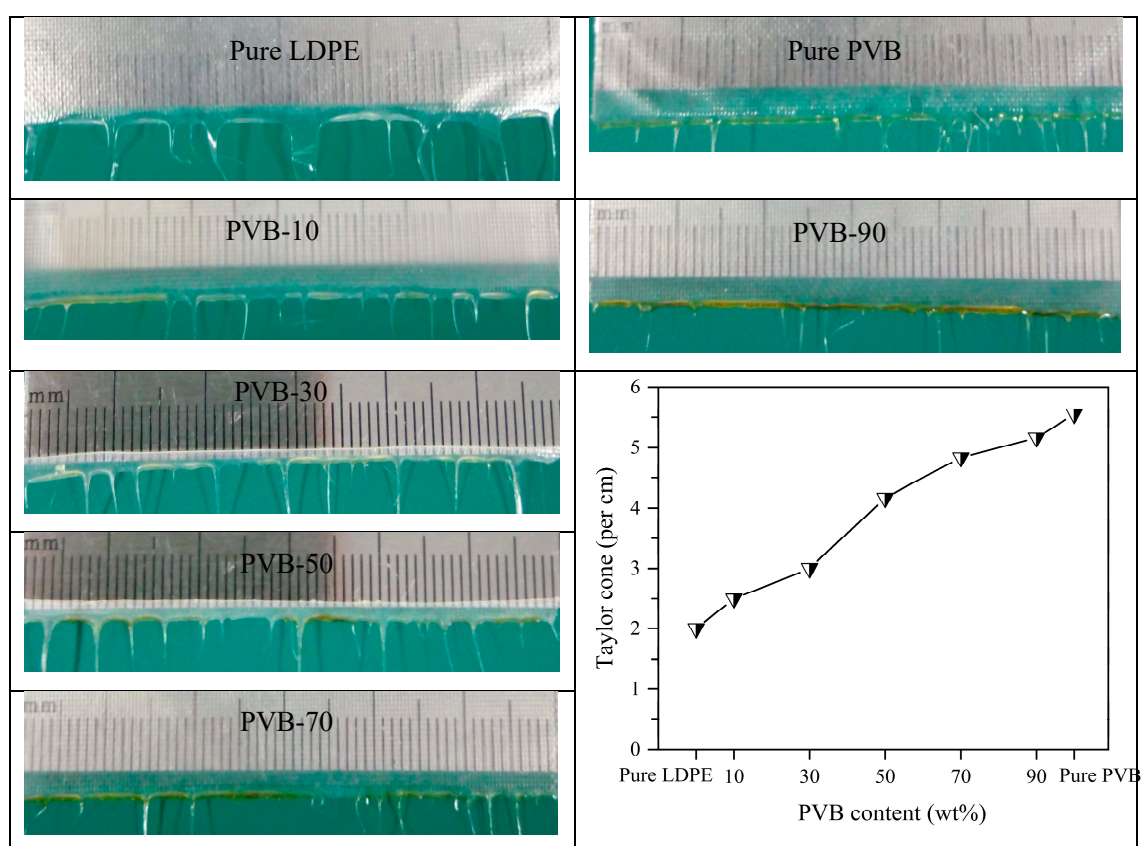 Pure LDPE
Pure PVB
PVB-10
mm
PVB-90
mm
PVB-30
mm
PVB-50
mm
PVB-70
6
5
4
3
2
1
0
Taylor cone (per cm)
Pure LDPE 10 30 50 70 90 Pure PVB
PVB content (wt%)